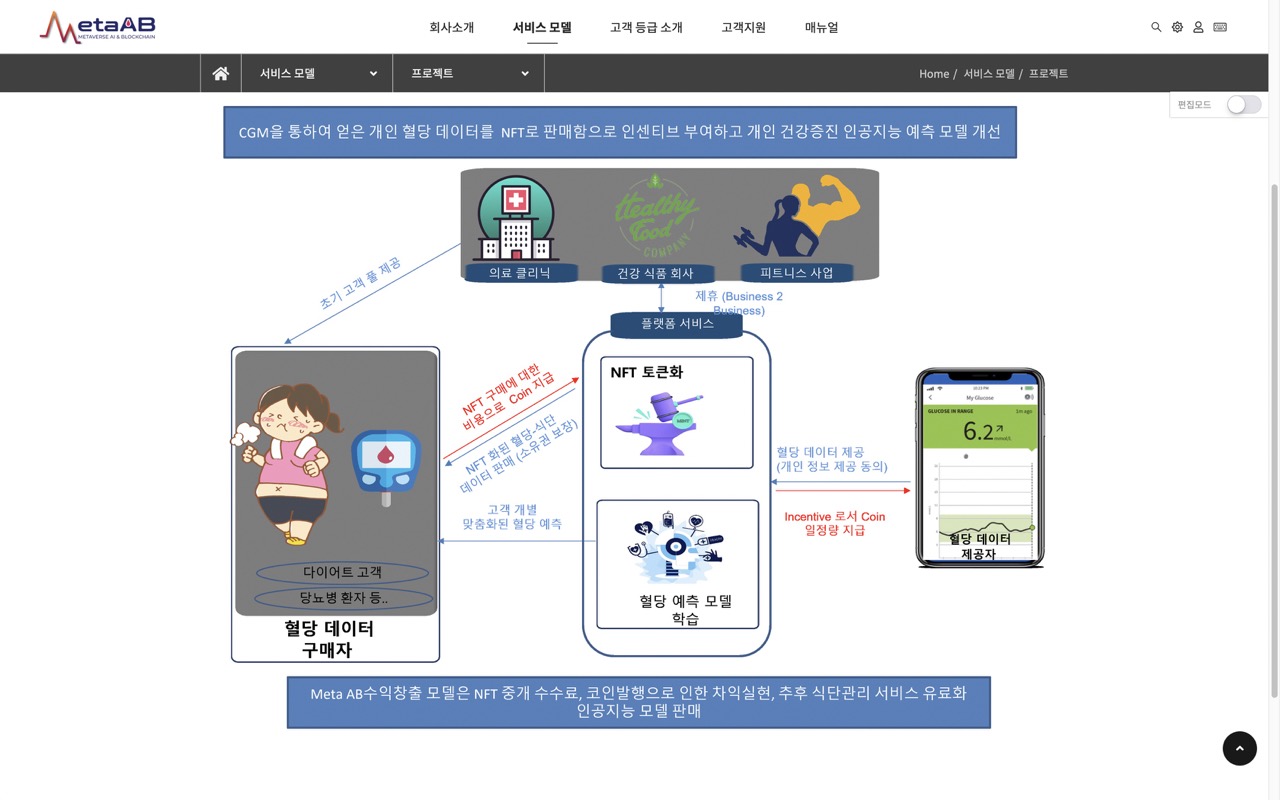 MetaAB
METAVERSE AI & BLOCKCHAIN
회사소개
서비스 모델
고객 등급 소개
고객지원
매뉴얼
서비스 모델
프로젝트
Home / 서비스 모델 / 프로젝트
편집모드
CGM을 통하여 얻은 개인 혈당 데이터를 NFT로 판매함으로 인센티브 부여하고 개인 건강증진 인공지능 예측 모델 개선
Healthy
Food
COMPANY
의료 클리닉
건강 식품 회사
피트니스 사업
초기 고객 풀 제공
제휴 (Business 2
Business)
플랫폼 서비스
NFT 토큰화
MINT
NFT 구매에 대한
비용으로 Coin 지급
NFT 화된 혈당-식단
데이터 판매 (소유권 보장)
고객 개별
맞춤화된 혈당 예측
다이어트 고객
당뇨병 환자 등..
혈당 데이터
구매자
혈당 예측 모델
학습
혈당 데이터 제공
(개인 정보 제공 동의)
Incentive 로서 Coin
일정량 지급
10:23 PM
My Glucose
GLUCOSE IN RANGE
1m ago
6.2
mmol/L
혈당 데이터
제공자
Meta AB수익창출 모델은 NFT 중개 수수료, 코인발행으로 인한 차익실현, 추후 식단관리 서비스 유료화
인공지능 모델 판매